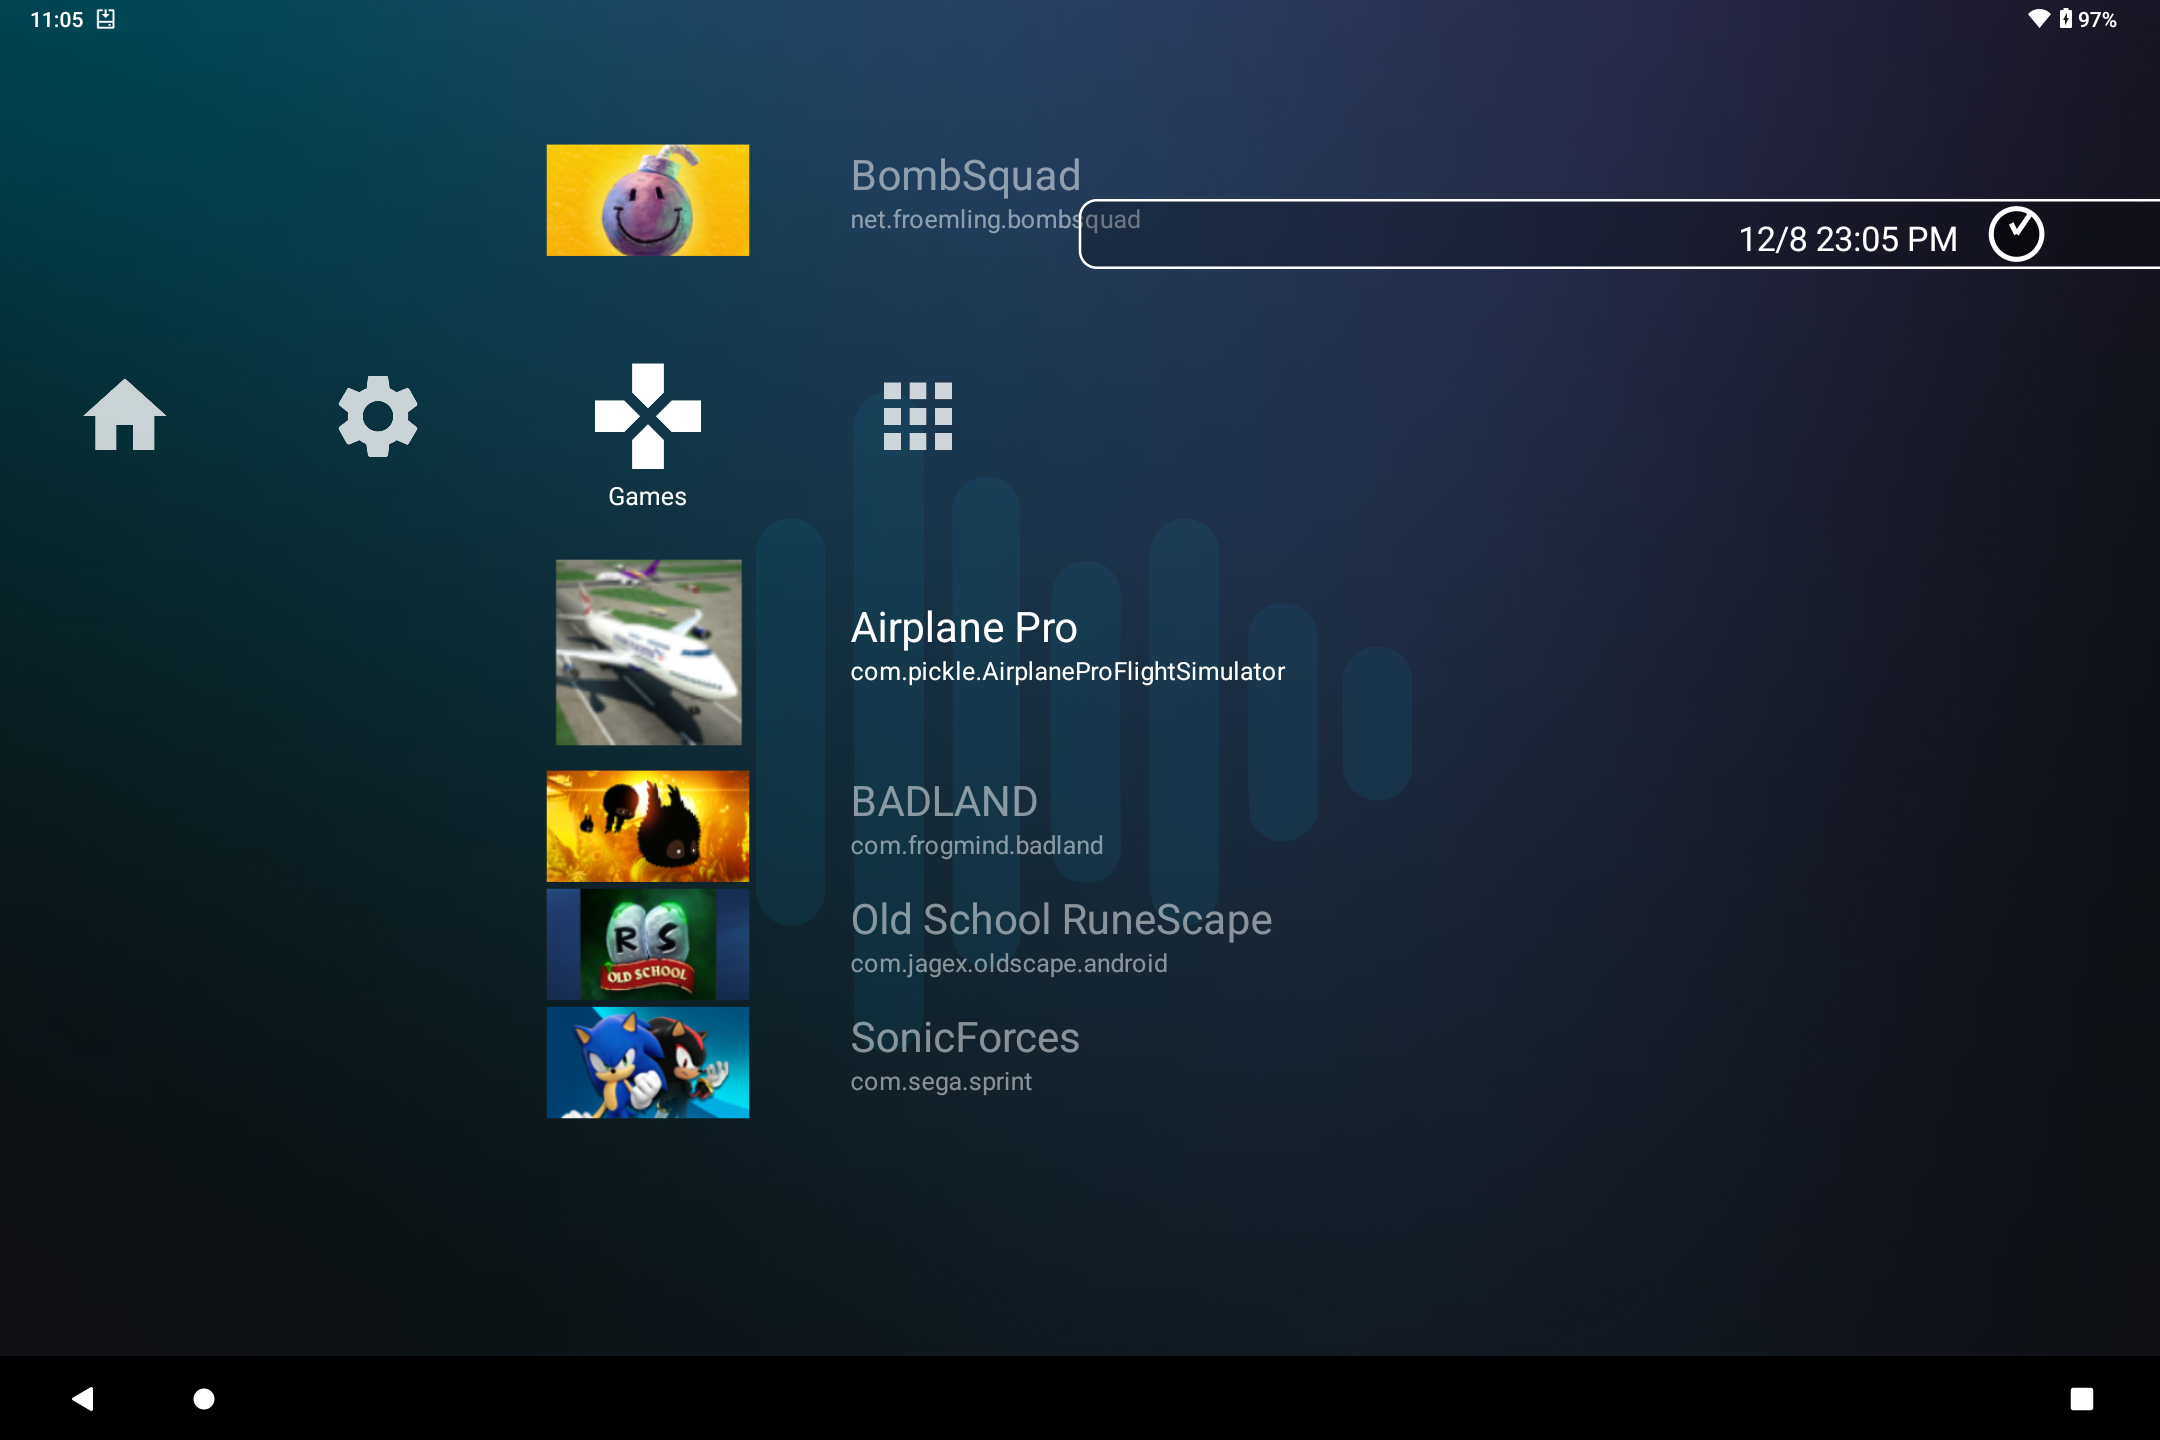 11:05
97%
BombSquad
net.froemling.bombsquad
12/8 23:05 PM
Games
Airplane Pro
com.pickle.AirplaneProFlightSimulator
BADLAND
com.frogmind.badland
R S
OLD SCHOOL
Old School RuneScape
com.jagex.oldscape.android
SonicForces
com.sega.sprint